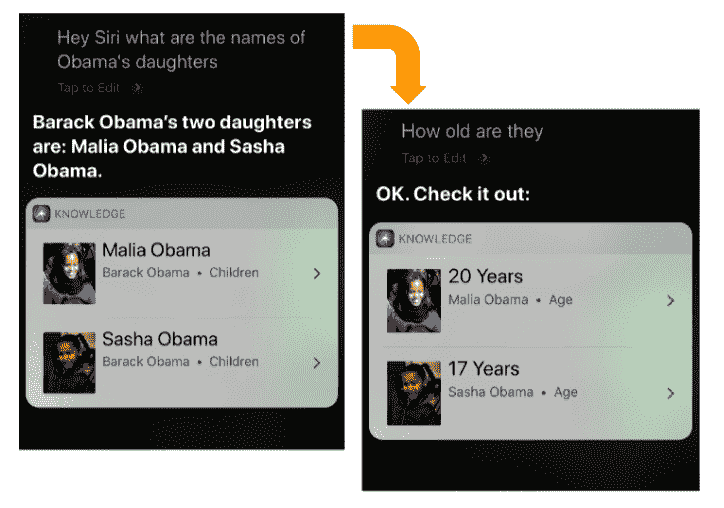 Hey Siri what are the names of
Obama's daughters
Tap to Edit
Barack Obama's two daughters
are: Malia Obama and Sasha
Obama.
KNOWLEDGE
Malia Obama
Barack Obama • Children
Sasha Obama
Barack Obama • Children
How old are they
Tap to Edit
OK. Check it out:
KNOWLEDGE
20 Years
Malia Obama • Age
17 Years
Sasha Obama • Age